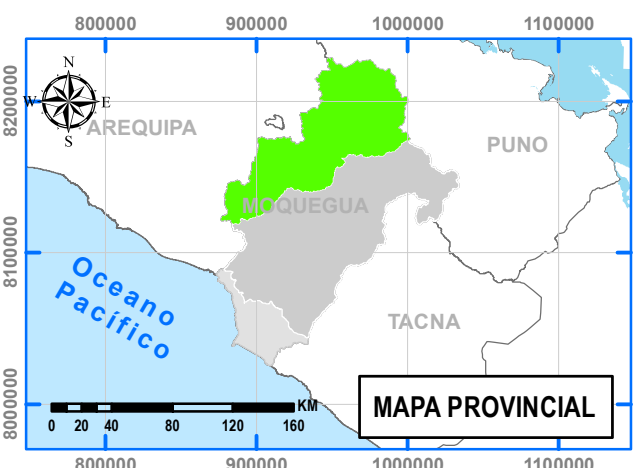 800000 900000 1000000 1100000
8200000
8100000
8000000
N
W E
S
AREQUIPA
PUNO
MOQUEGUA
Oceano
Pacífico
TACNA
KM
0 20 40 80 120 160
MAPA PROVINCIAL
800000 900000 1000000 1100000